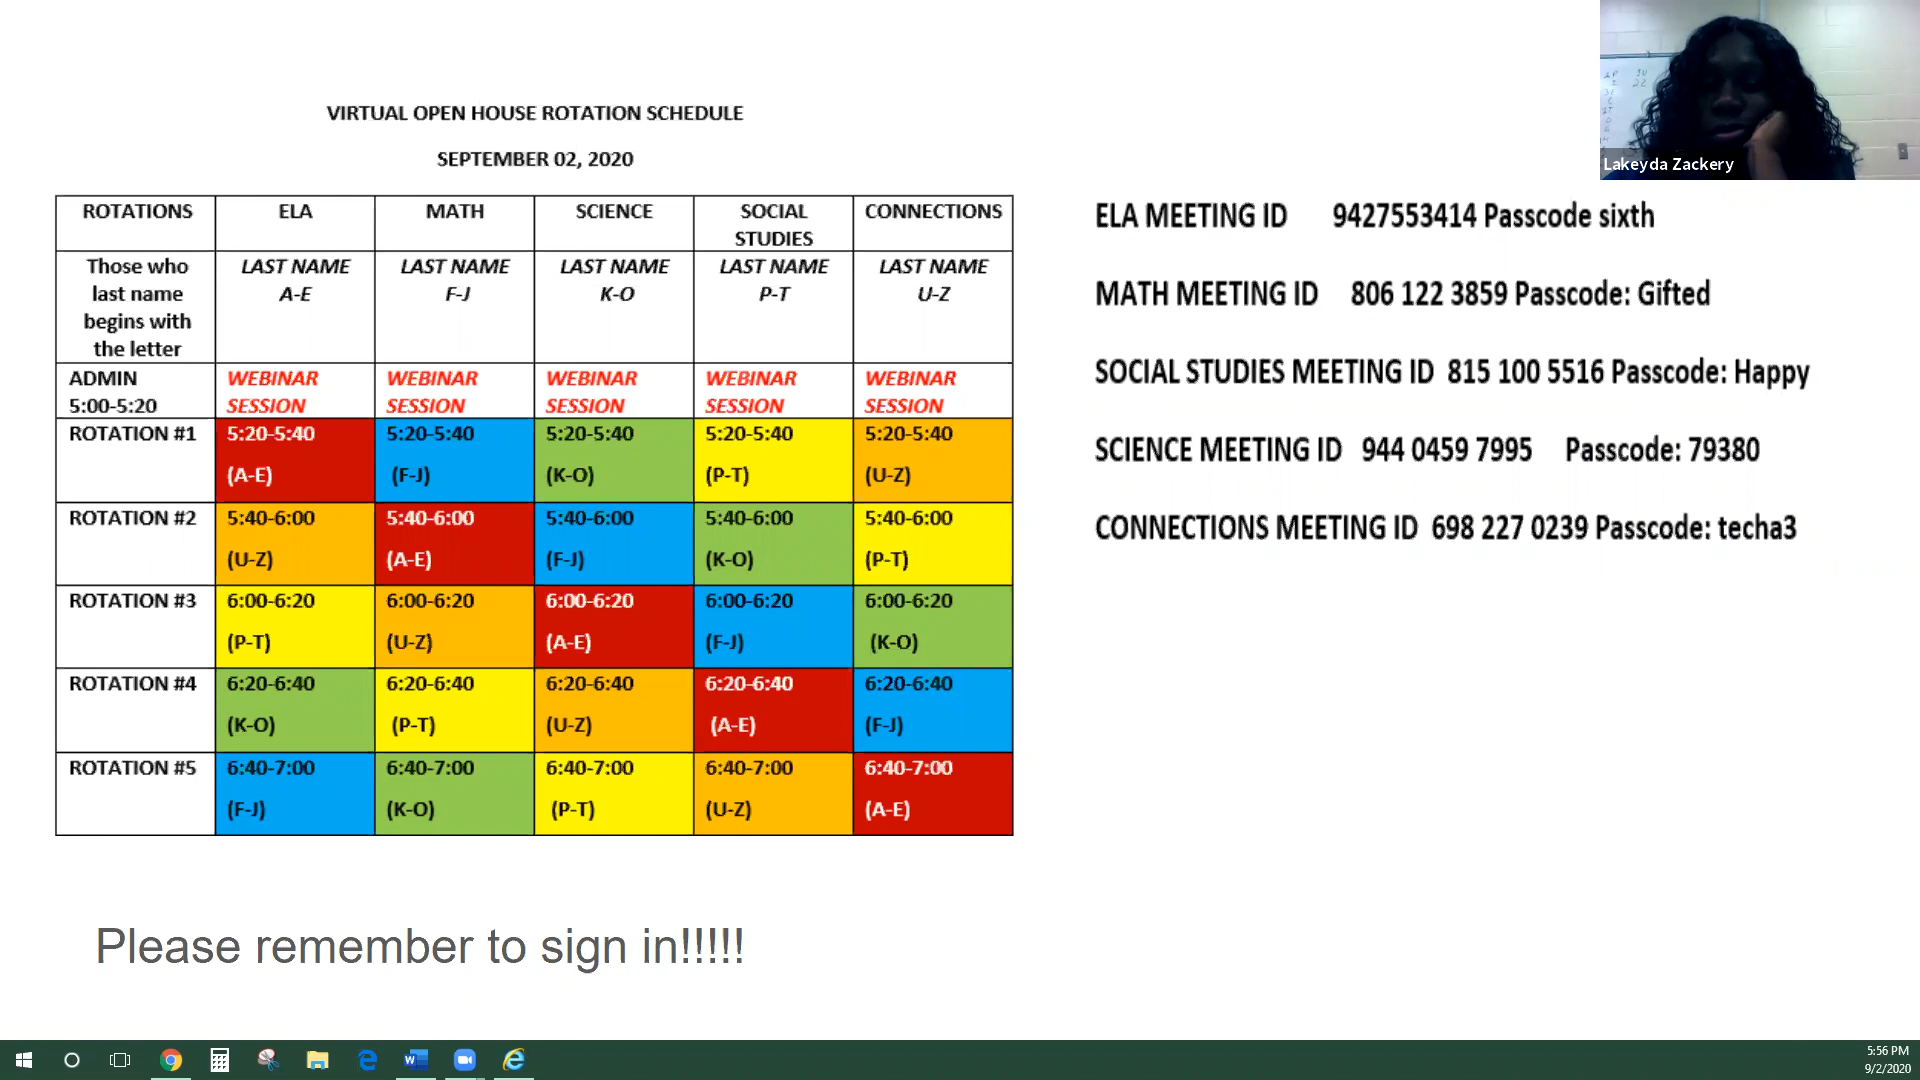 VIRTUAL OPEN HOUSE ROTATION SCHEDULE
SEPTEMBER 02, 2020
ROTATIONS ELA MATH SCIENCE SOCIAL STUDIES CONNECTIONS
Those who last name begins with the letter LAST NAME A-E LAST NAME F-J LAST NAME K-O LAST NAME P-T LAST NAME U-Z
ADMIN 5:00-5:20 WEBINAR SESSION WEBINAR SESSION WEBINAR SESSION WEBINAR SESSION WEBINAR SESSION
ROTATION #1 5:20-5:40 (A-E) 5:20-5:40 (F-J) 5:20-5:40 (K-O) 5:20-5:40 (P-T) 5:20-5:40 (U-Z)
ROTATION #2 5:40-6:00 (U-Z) 5:40-6:00 (A-E) 5:40-6:00 (F-J) 5:40-6:00 (K-O) 5:40-6:00 (P-T)
ROTATION #3 6:00-6:20 (P-T) 6:00-6:20 (U-Z) 6:00-6:20 (A-E) 6:00-6:20 (F-J) 6:00-6:20 (K-O)
ROTATION #4 6:20-6:40 (K-O) 6:20-6:40 (P-T) 6:20-6:40 (U-Z) 6:20-6:40 (A-E) 6:20-6:40 (F-J)
ROTATION #5 6:40-7:00 (F-J) 6:40-7:00 (K-O) 6:40-7:00 (P-T) 6:40-7:00 (U-Z) 6:40-7:00 (A-E)
Lakeyda Zackery
ELA MEETING ID 9427553414 Passcode sixth
MATH MEETING ID 806 122 3859 Passcode: Gifted
SOCIAL STUDIES MEETING ID 815 100 5516 Passcode: Happy
SCIENCE MEETING ID 944 0459 7995 Passcode: 79380
CONNECTIONS MEETING ID 698 227 0239 Passcode: techa3
Please remember to sign in!!!!!
5:56 PM
9/2/2020